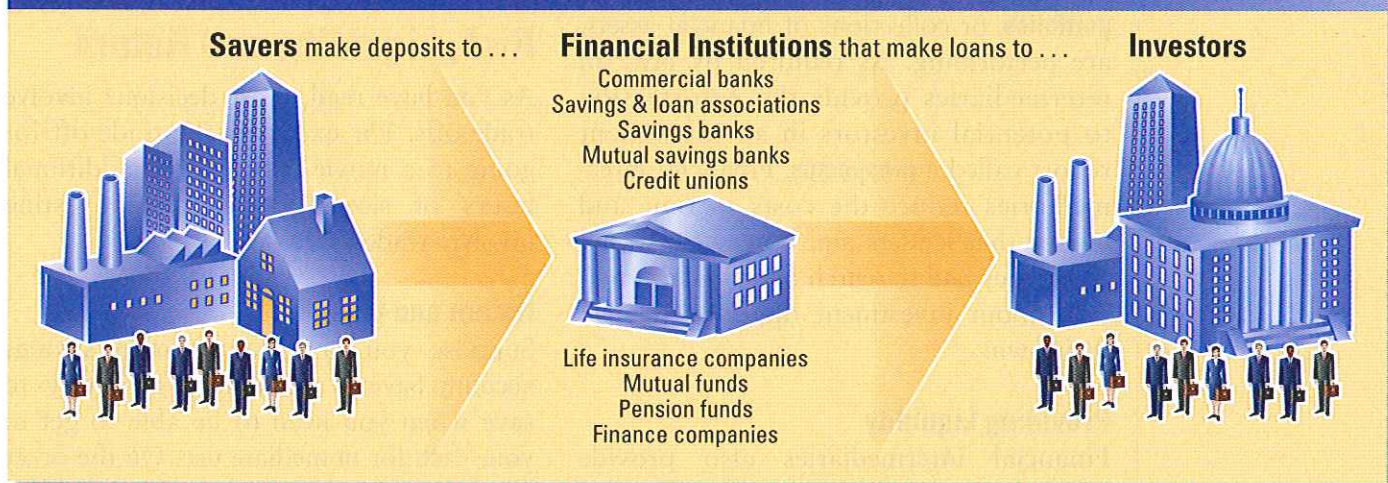 Savers make deposits to . . .
Financial Institutions that make loans to . . .
Investors
Commercial banks
Savings & loan associations
Savings banks
Mutual savings banks
Credit unions
Life insurance companies
Mutual funds
Pension funds
Finance companies